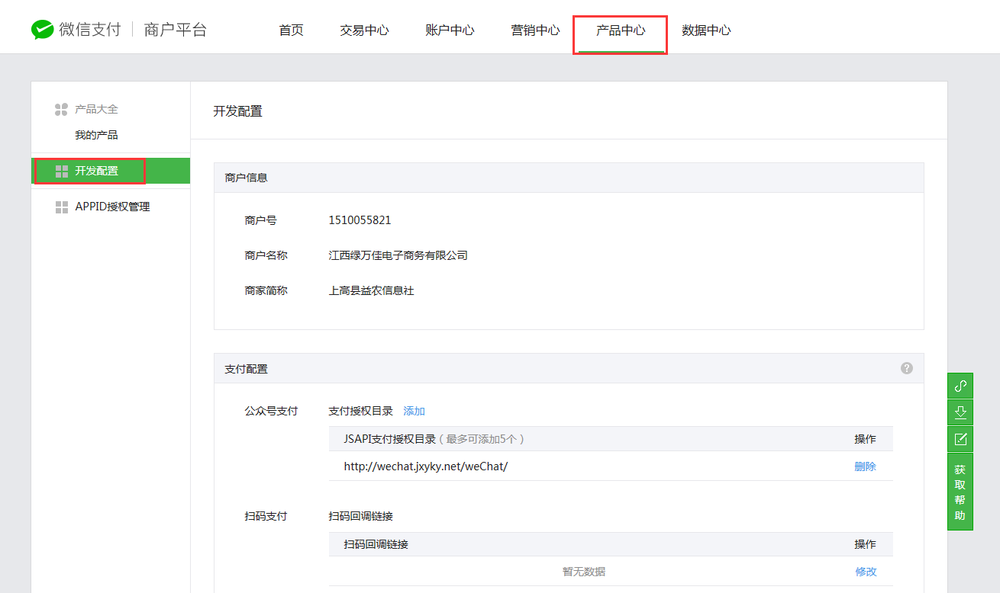 微信支付 商户平台
首页 交易中心 账户中心 营销中心 产品中心 数据中心
产品大全
我的产品
开发配置
APPID授权管理
开发配置
商户信息
商户号 1510055821
商户名称 江西绿万佳电子商务有限公司
商家简称 上高县益农信息社
支付配置 ?
公众号支付 支付授权目录 添加
JSAPI支付授权目录（最多可添加5个） 操作
http://wechat.jxyky.net/weChat/ 删除
扫码支付 扫码回调链接
扫码回调链接 操作
暂无数据 修改
获
取
帮
助